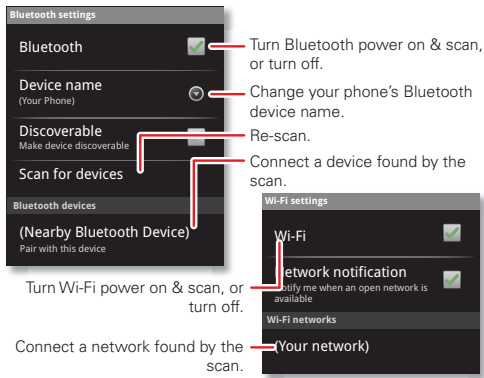 Bluetooth settings
Bluetooth
Turn Bluetooth power on & scan,
or turn off.
Device name
(Your Phone)
Change your phone's Bluetooth
device name.
Discoverable
Make device discoverable
Re-scan.
Scan for devices
Connect a device found by the
scan.
Bluetooth devices
(Nearby Bluetooth Device)
Pair with this device
Wi-Fi settings
Wi-Fi
Turn Wi-Fi power on & scan, or
turn off.
Network notification
Notify me when an open network is
available
Wi-Fi networks
Connect a network found by the
scan.
(Your network)